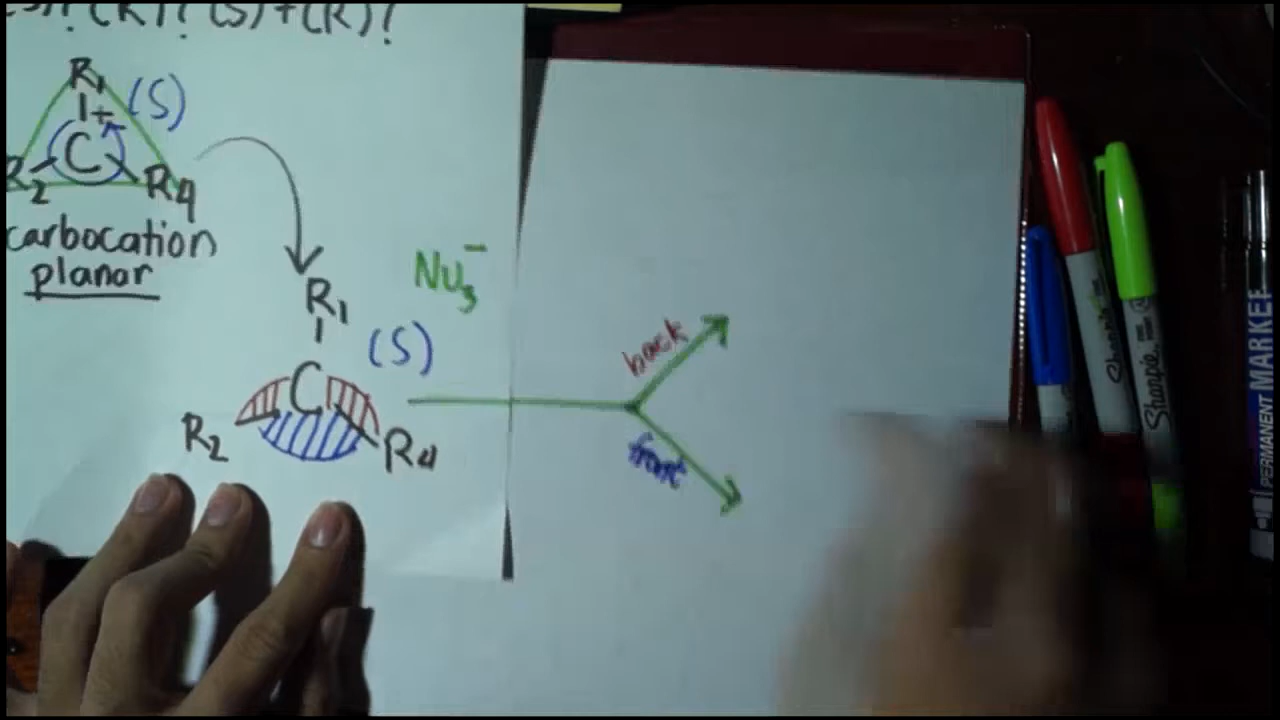 (S)? (R)? (S)+(R)?
R1
+
(S)
C
R2
R4
carbocation
planar
Nu3⁻
R1
(S)
C
R2
R4
back
front
Sharpie
Sharpie
PERMANENT MARKER